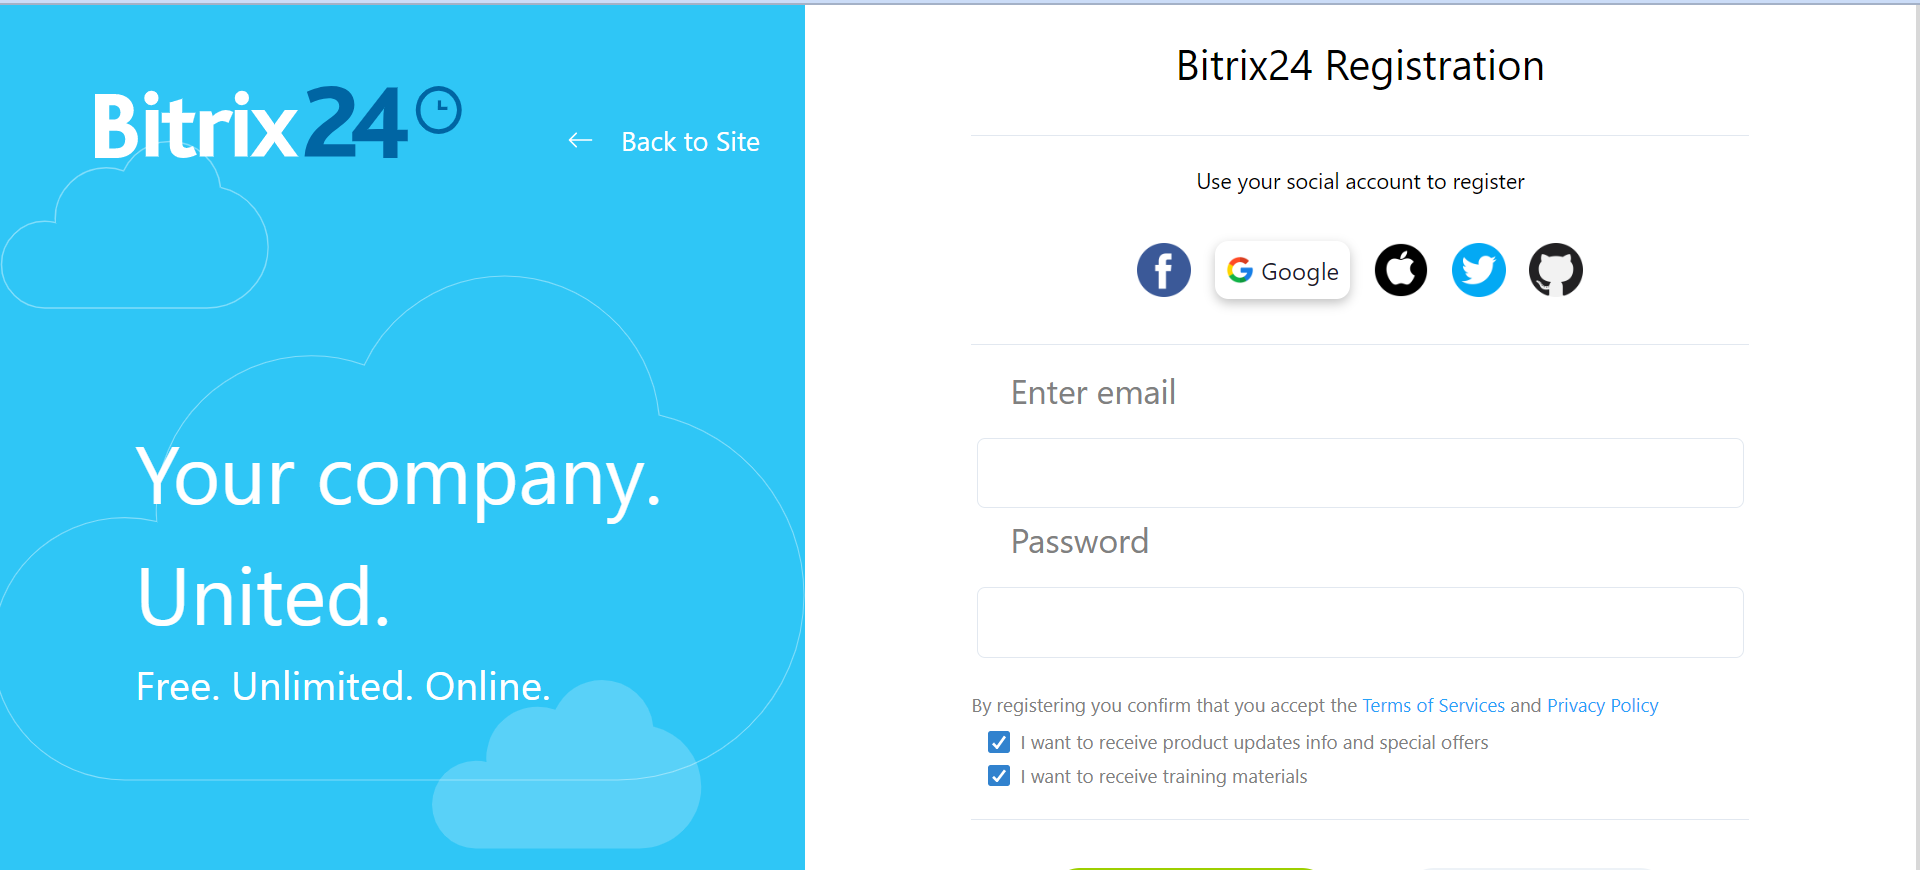 Bitrix24
Back to Site
Your company.
United.
Free. Unlimited. Online.
Bitrix24 Registration
Use your social account to register
Google
Enter email
Password
By registering you confirm that you accept the Terms of Services and Privacy Policy
I want to receive product updates info and special offers
I want to receive training materials